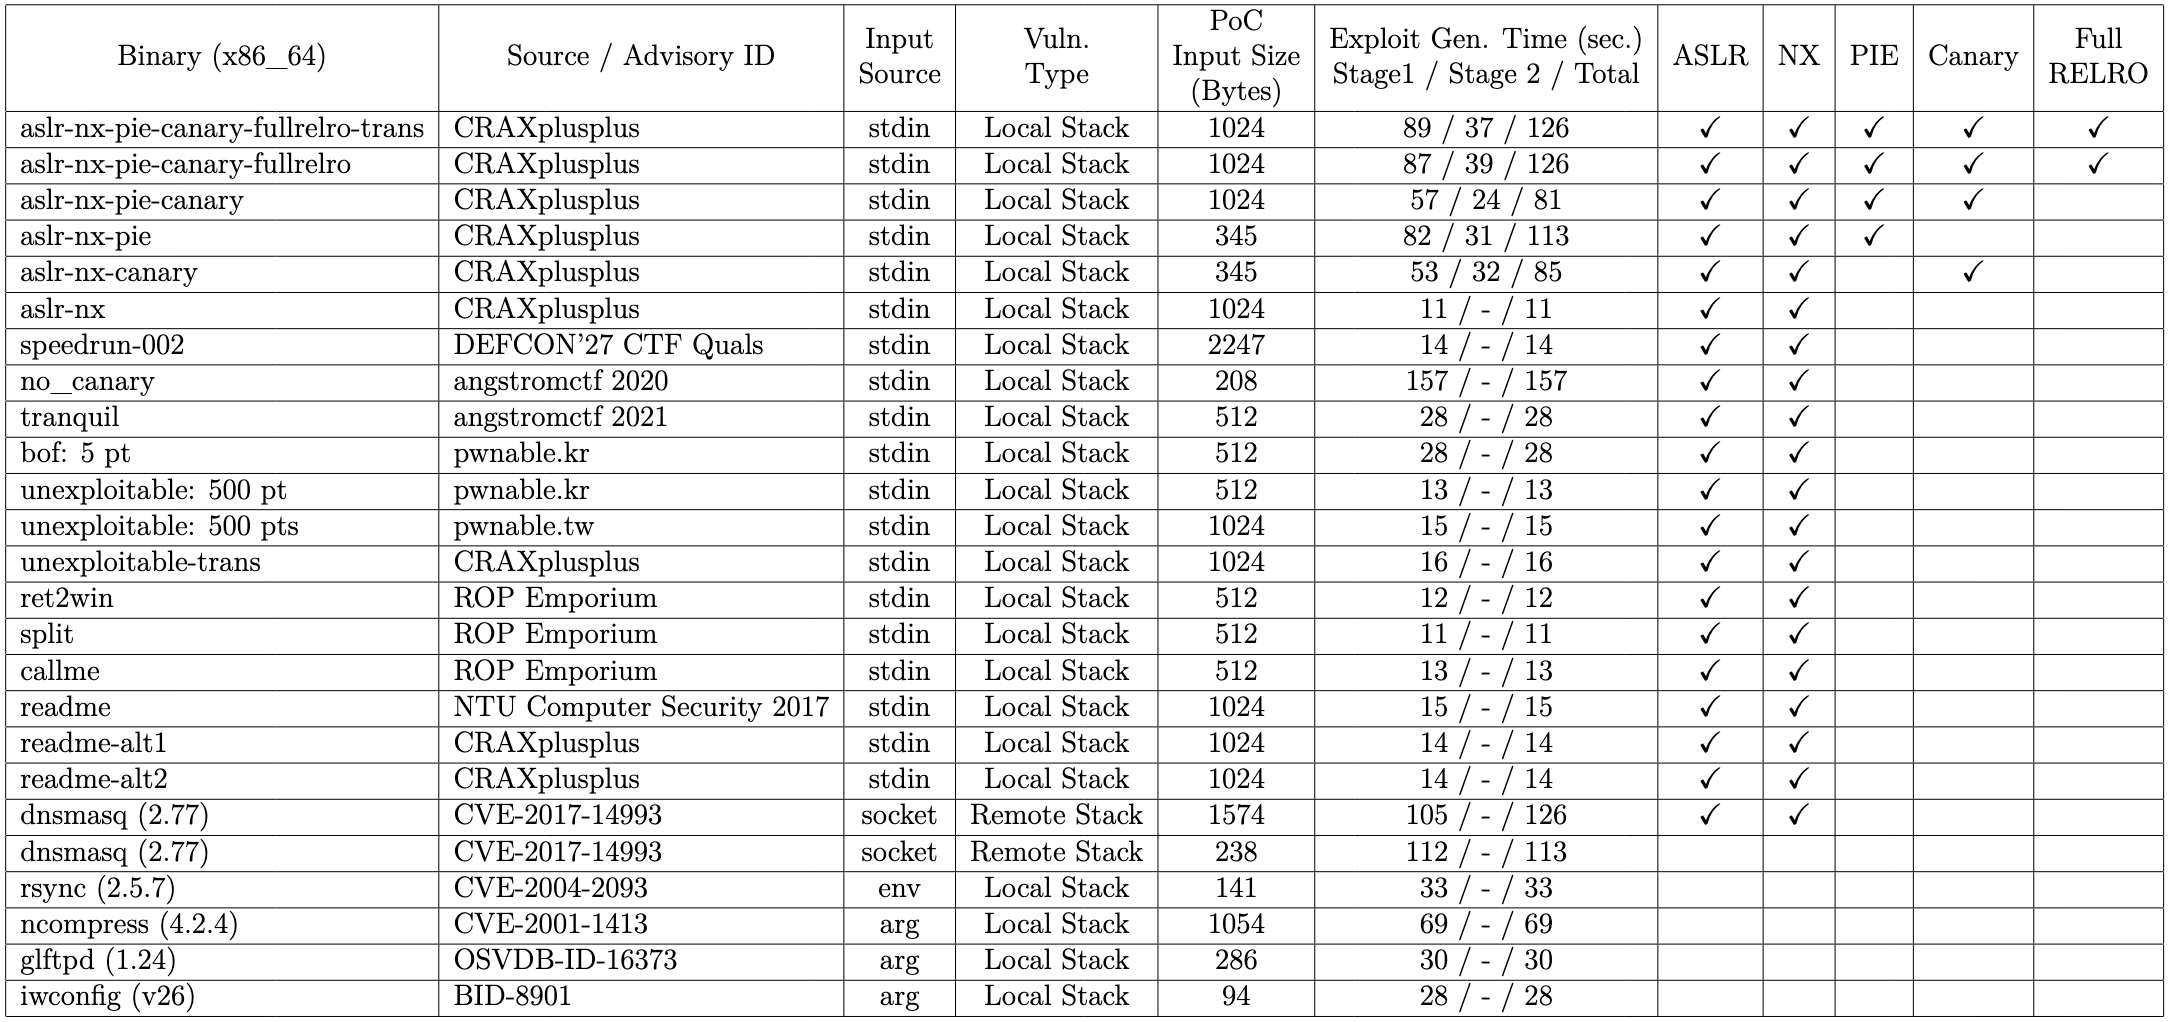 Binary (x86_64) | Source / Advisory ID | Input Source | Vuln. Type | PoC Input Size (Bytes) | Exploit Gen. Time (sec.) Stage1 / Stage 2 / Total | ASLR | NX | PIE | Canary | Full RELRO
aslr-nx-pie-canary-fullrelro-trans | CRAXplusplus | stdin | Local Stack | 1024 | 89 / 37 / 126 | ✓ | ✓ | ✓ | ✓ | ✓
aslr-nx-pie-canary-fullrelro | CRAXplusplus | stdin | Local Stack | 1024 | 87 / 39 / 126 | ✓ | ✓ | ✓ | ✓ | ✓
aslr-nx-pie-canary | CRAXplusplus | stdin | Local Stack | 1024 | 57 / 24 / 81 | ✓ | ✓ | ✓ | ✓ |
aslr-nx-pie | CRAXplusplus | stdin | Local Stack | 345 | 82 / 31 / 113 | ✓ | ✓ | ✓ | |
aslr-nx-canary | CRAXplusplus | stdin | Local Stack | 345 | 53 / 32 / 85 | ✓ | ✓ | | ✓ |
aslr-nx | CRAXplusplus | stdin | Local Stack | 1024 | 11 / - / 11 | ✓ | ✓ | | |
speedrun-002 | DEFCON'27 CTF Quals | stdin | Local Stack | 2247 | 14 / - / 14 | ✓ | ✓ | | |
no_canary | angstromctf 2020 | stdin | Local Stack | 208 | 157 / - / 157 | ✓ | ✓ | | |
tranquil | angstromctf 2021 | stdin | Local Stack | 512 | 28 / - / 28 | ✓ | ✓ | | |
bof: 5 pt | pwnable.kr | stdin | Local Stack | 512 | 28 / - / 28 | ✓ | ✓ | | |
unexploitable: 500 pt | pwnable.kr | stdin | Local Stack | 512 | 13 / - / 13 | ✓ | ✓ | | |
unexploitable: 500 pts | pwnable.tw | stdin | Local Stack | 1024 | 15 / - / 15 | ✓ | ✓ | | |
unexploitable-trans | CRAXplusplus | stdin | Local Stack | 1024 | 16 / - / 16 | ✓ | ✓ | | |
ret2win | ROP Emporium | stdin | Local Stack | 512 | 12 / - / 12 | ✓ | ✓ | | |
split | ROP Emporium | stdin | Local Stack | 512 | 11 / - / 11 | ✓ | ✓ | | |
callme | ROP Emporium | stdin | Local Stack | 512 | 13 / - / 13 | ✓ | ✓ | | |
readme | NTU Computer Security 2017 | stdin | Local Stack | 1024 | 15 / - / 15 | ✓ | ✓ | | |
readme-alt1 | CRAXplusplus | stdin | Local Stack | 1024 | 14 / - / 14 | ✓ | ✓ | | |
readme-alt2 | CRAXplusplus | stdin | Local Stack | 1024 | 14 / - / 14 | ✓ | ✓ | | |
dnsmasq (2.77) | CVE-2017-14993 | socket | Remote Stack | 1574 | 105 / - / 126 | ✓ | ✓ | | |
dnsmasq (2.77) | CVE-2017-14993 | socket | Remote Stack | 238 | 112 / - / 113 | | | | |
rsync (2.5.7) | CVE-2004-2093 | env | Local Stack | 141 | 33 / - / 33 | | | | |
ncompress (4.2.4) | CVE-2001-1413 | arg | Local Stack | 1054 | 69 / - / 69 | | | | |
glftpd (1.24) | OSVDB-ID-16373 | arg | Local Stack | 286 | 30 / - / 30 | | | | |
iwconfig (v26) | BID-8901 | arg | Local Stack | 94 | 28 / - / 28 | | | | |